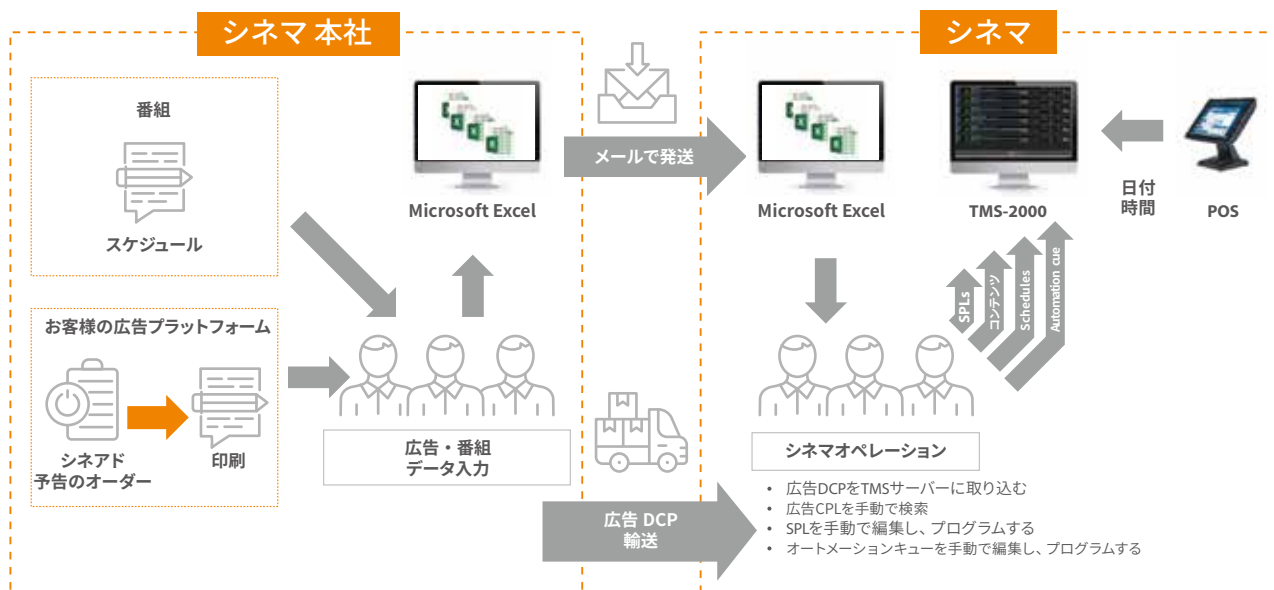 シネマ 本社
番組
スケジュール
お客様の広告プラットフォーム
シネアド
予告のオーダー
印刷
Microsoft Excel
広告・番組
データ入力
メールで発送
広告 DCP
輸送
シネマ
Microsoft Excel
TMS-2000
日付
時間
POS
SPLs
コンテンツ
Schedules
Automation cue
シネマオペレーション
• 広告DCPをTMSサーバーに取り込む
• 広告CPLを手動で検索
• SPLを手動で編集し、プログラムする
• オートメーションキューを手動で編集し、プログラムする